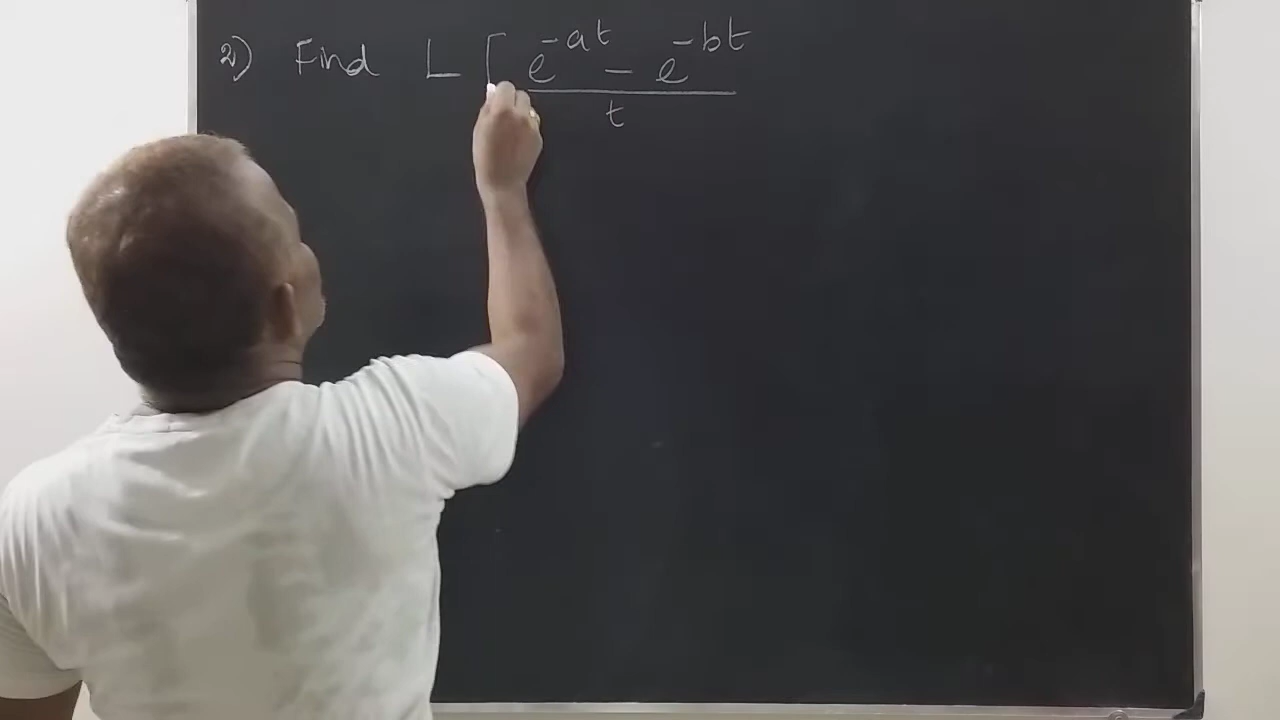 2) Find L [ e^{-at} - e^{-bt} / t